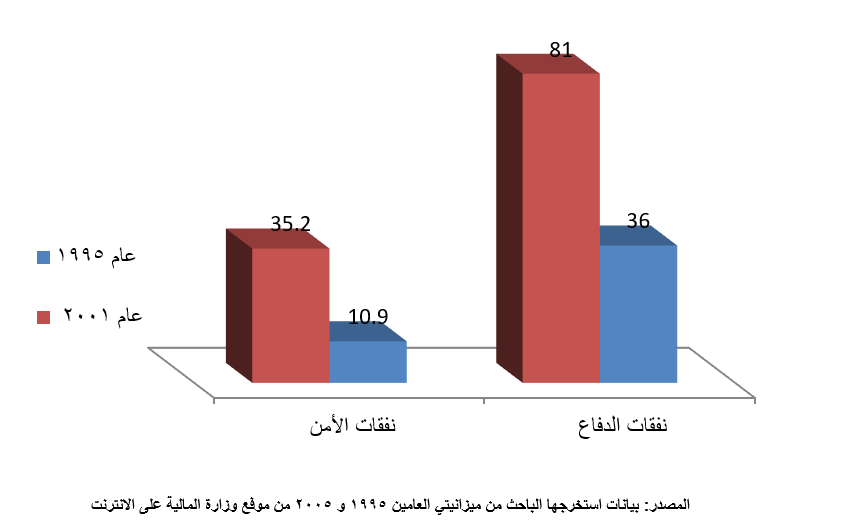 81
36
35.2
10.9
عام ١٩٩٥
عام ٢٠٠١
نفقات الدفاع
نفقات الأمن
المصدر: بيانات استخرجها الباحث من ميزانيتي العامين ١٩٩٥ و ٢٠٠٥ من موقع وزارة المالية على الانترنت